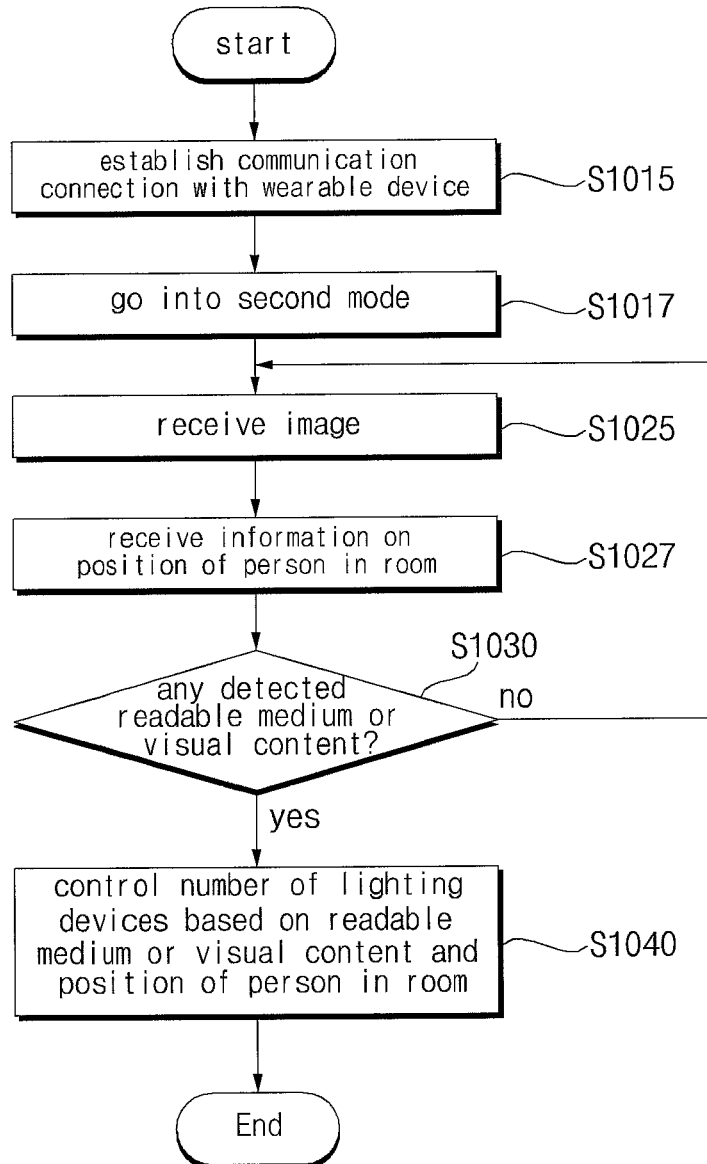 start
establish communication
connection with wearable device
S1015
go into second mode
S1017
receive image
S1025
receive information on
position of person in room
S1027
S1030
any detected
readable medium or
visual content?
no
yes
control number of lighting
devices based on readable
medium or visual content and
position of person in room
S1040
End